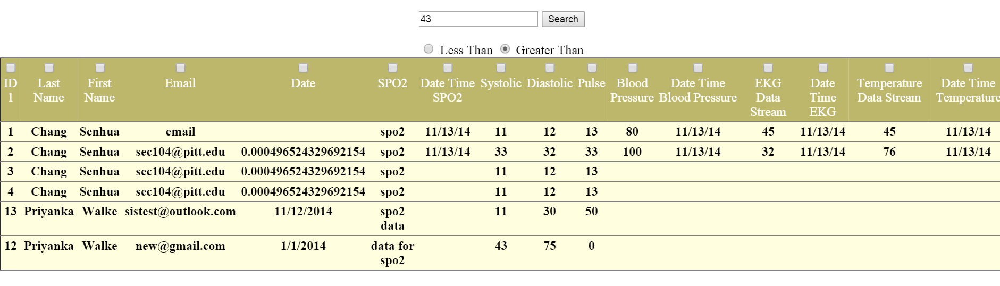 43 Search
Less Than Greater Than
ID 1 Last Name First Name Email Date SPO2 Date Time SPO2 Systolic Diastolic Pulse Blood Pressure Date Time Blood Pressure EKG Data Stream Date Time EKG Temperature Data Stream Date Time Temperature
1 Chang Senhua email spo2 11/13/14 11 12 13 80 11/13/14 45 11/13/14 45 11/13/14
2 Chang Senhua sec104@pitt.edu 0.000496524329692154 spo2 11/13/14 33 32 33 100 11/13/14 32 11/13/14 76 11/13/14
3 Chang Senhua sec104@pitt.edu 0.000496524329692154 spo2 11 12 13
4 Chang Senhua sec104@pitt.edu 0.000496524329692154 spo2 11 12 13
13 Priyanka Walke sistest@outlook.com 11/12/2014 spo2 data 11 30 50
12 Priyanka Walke new@gmail.com 1/1/2014 data for spo2 43 75 0